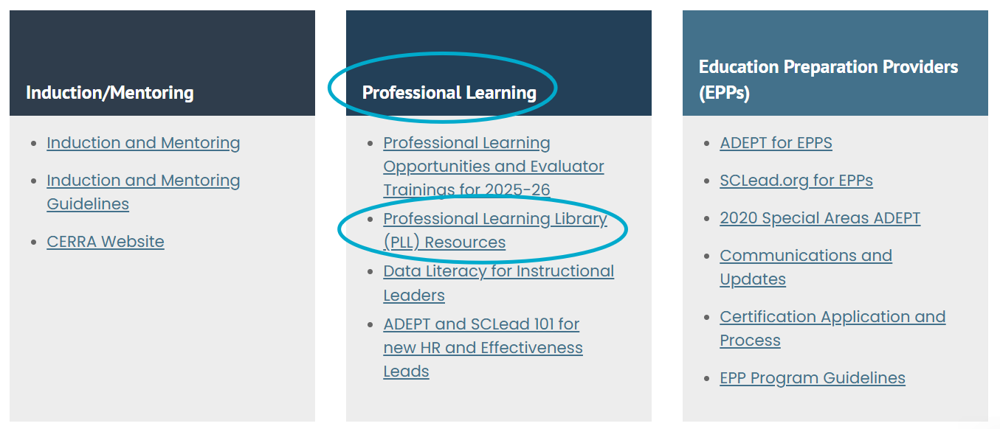 Induction/Mentoring
Induction and Mentoring
Induction and Mentoring
Guidelines
CERRA Website
Professional Learning
Professional Learning
Opportunities and Evaluator
Trainings for 2025-26
Professional Learning Library
(PLL) Resources
Data Literacy for Instructional
Leaders
ADEPT and SCLead 101 for
new HR and Effectiveness
Leads
Education Preparation Providers
(EPPs)
ADEPT for EPPS
SCLead.org for EPPs
2020 Special Areas ADEPT
Communications and
Updates
Certification Application and
Process
EPP Program Guidelines